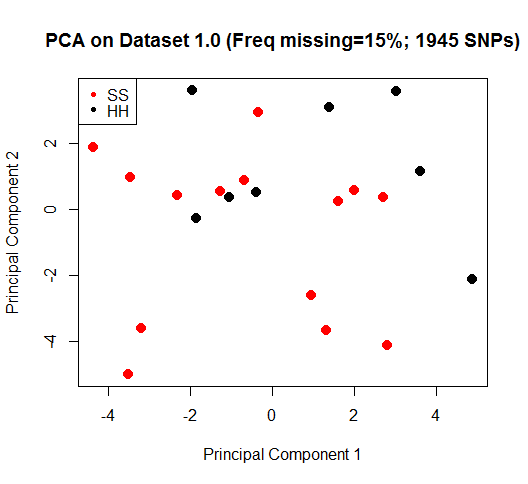 PCA on Dataset 1.0 (Freq missing=15%; 1945 SNPs)
SS
HH
2
0
-2
-4
Principal Component 2
-4
-2
0
2
4
Principal Component 1